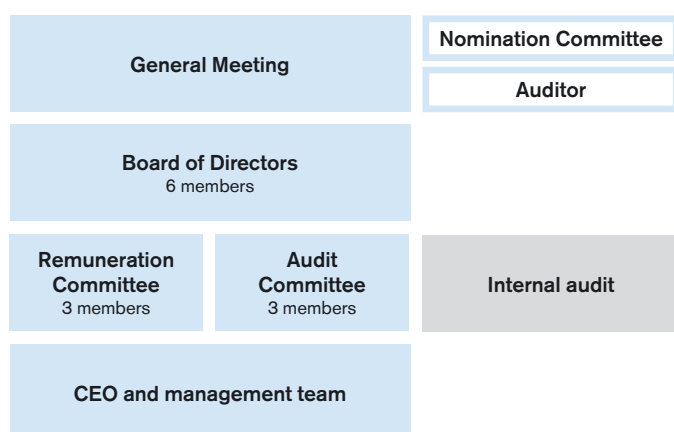 General Meeting
Nomination Committee
Auditor
Board of Directors
6 members
Remuneration
Committee
3 members
Audit
Committee
3 members
Internal audit
CEO and management team